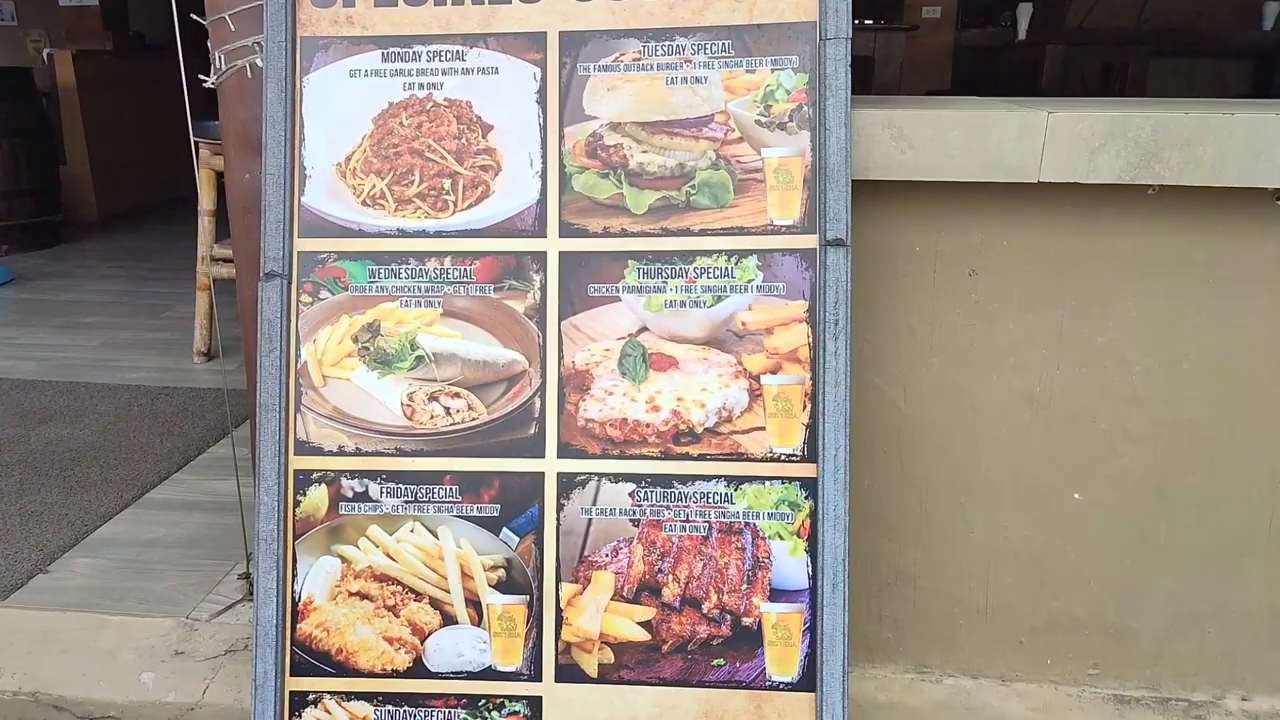 SPECIALS
MONDAY SPECIAL
GET A FREE GARLIC BREAD WITH ANY PASTA
EAT IN ONLY
TUESDAY SPECIAL
THE FAMOUS OUTBACK BURGER + 1 FREE SINGHA BEER ( MIDDY )
EAT IN ONLY
WEDNESDAY SPECIAL
ORDER ANY CHICKEN WRAP + GET 1 FREE
EAT IN ONLY
THURSDAY SPECIAL
CHICKEN PARMIGIANA + 1 FREE SINGHA BEER ( MIDDY )
EAT IN ONLY
FRIDAY SPECIAL
FISH & CHIPS + GET 1 FREE SIGHA BEER MIDDY
SATURDAY SPECIAL
THE GREAT RACK OF RIBS + GET 1 FREE SINGHA BEER ( MIDDY)
EAT IN ONLY
SUNDAY SPECIAL